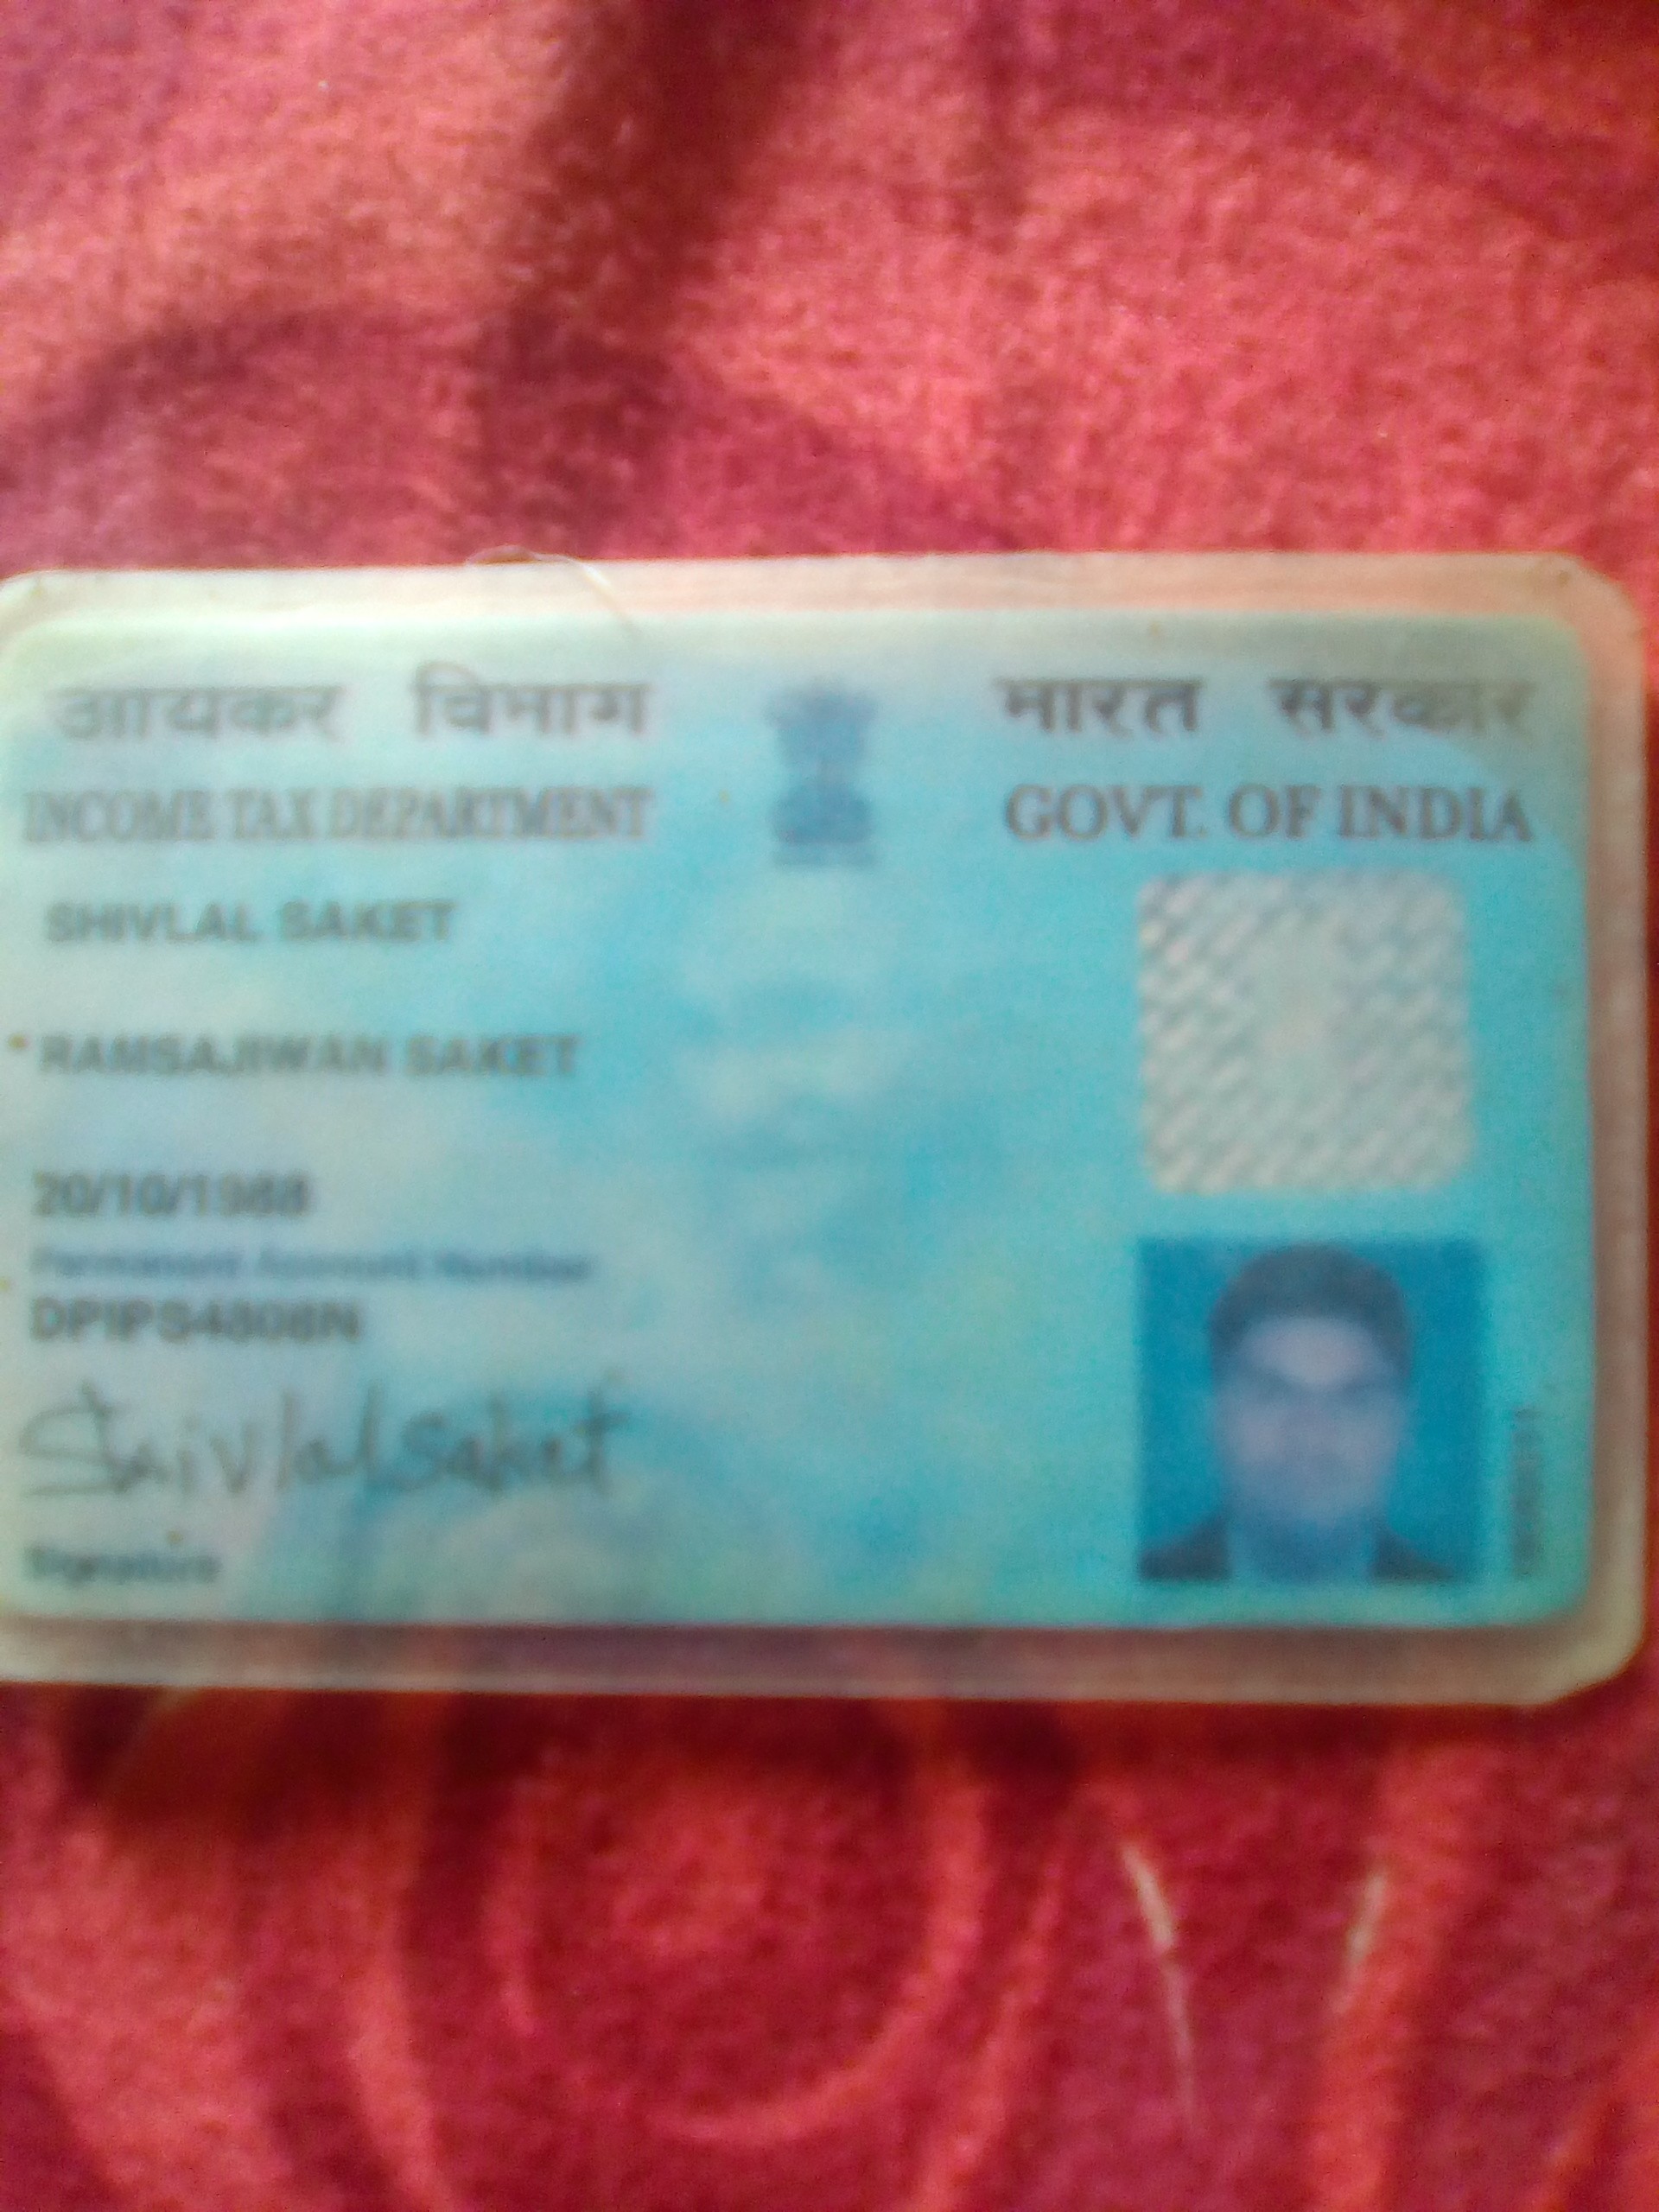 आयकर विभाग भारत सरकार
INCOME TAX DEPARTMENT GOVT. OF INDIA
SHIVLAL SAKET
RAMSAJIWAN SAKET
20/10/1988
Permanent Account Number
DPIPS4808N
Shivlal saket
Signature